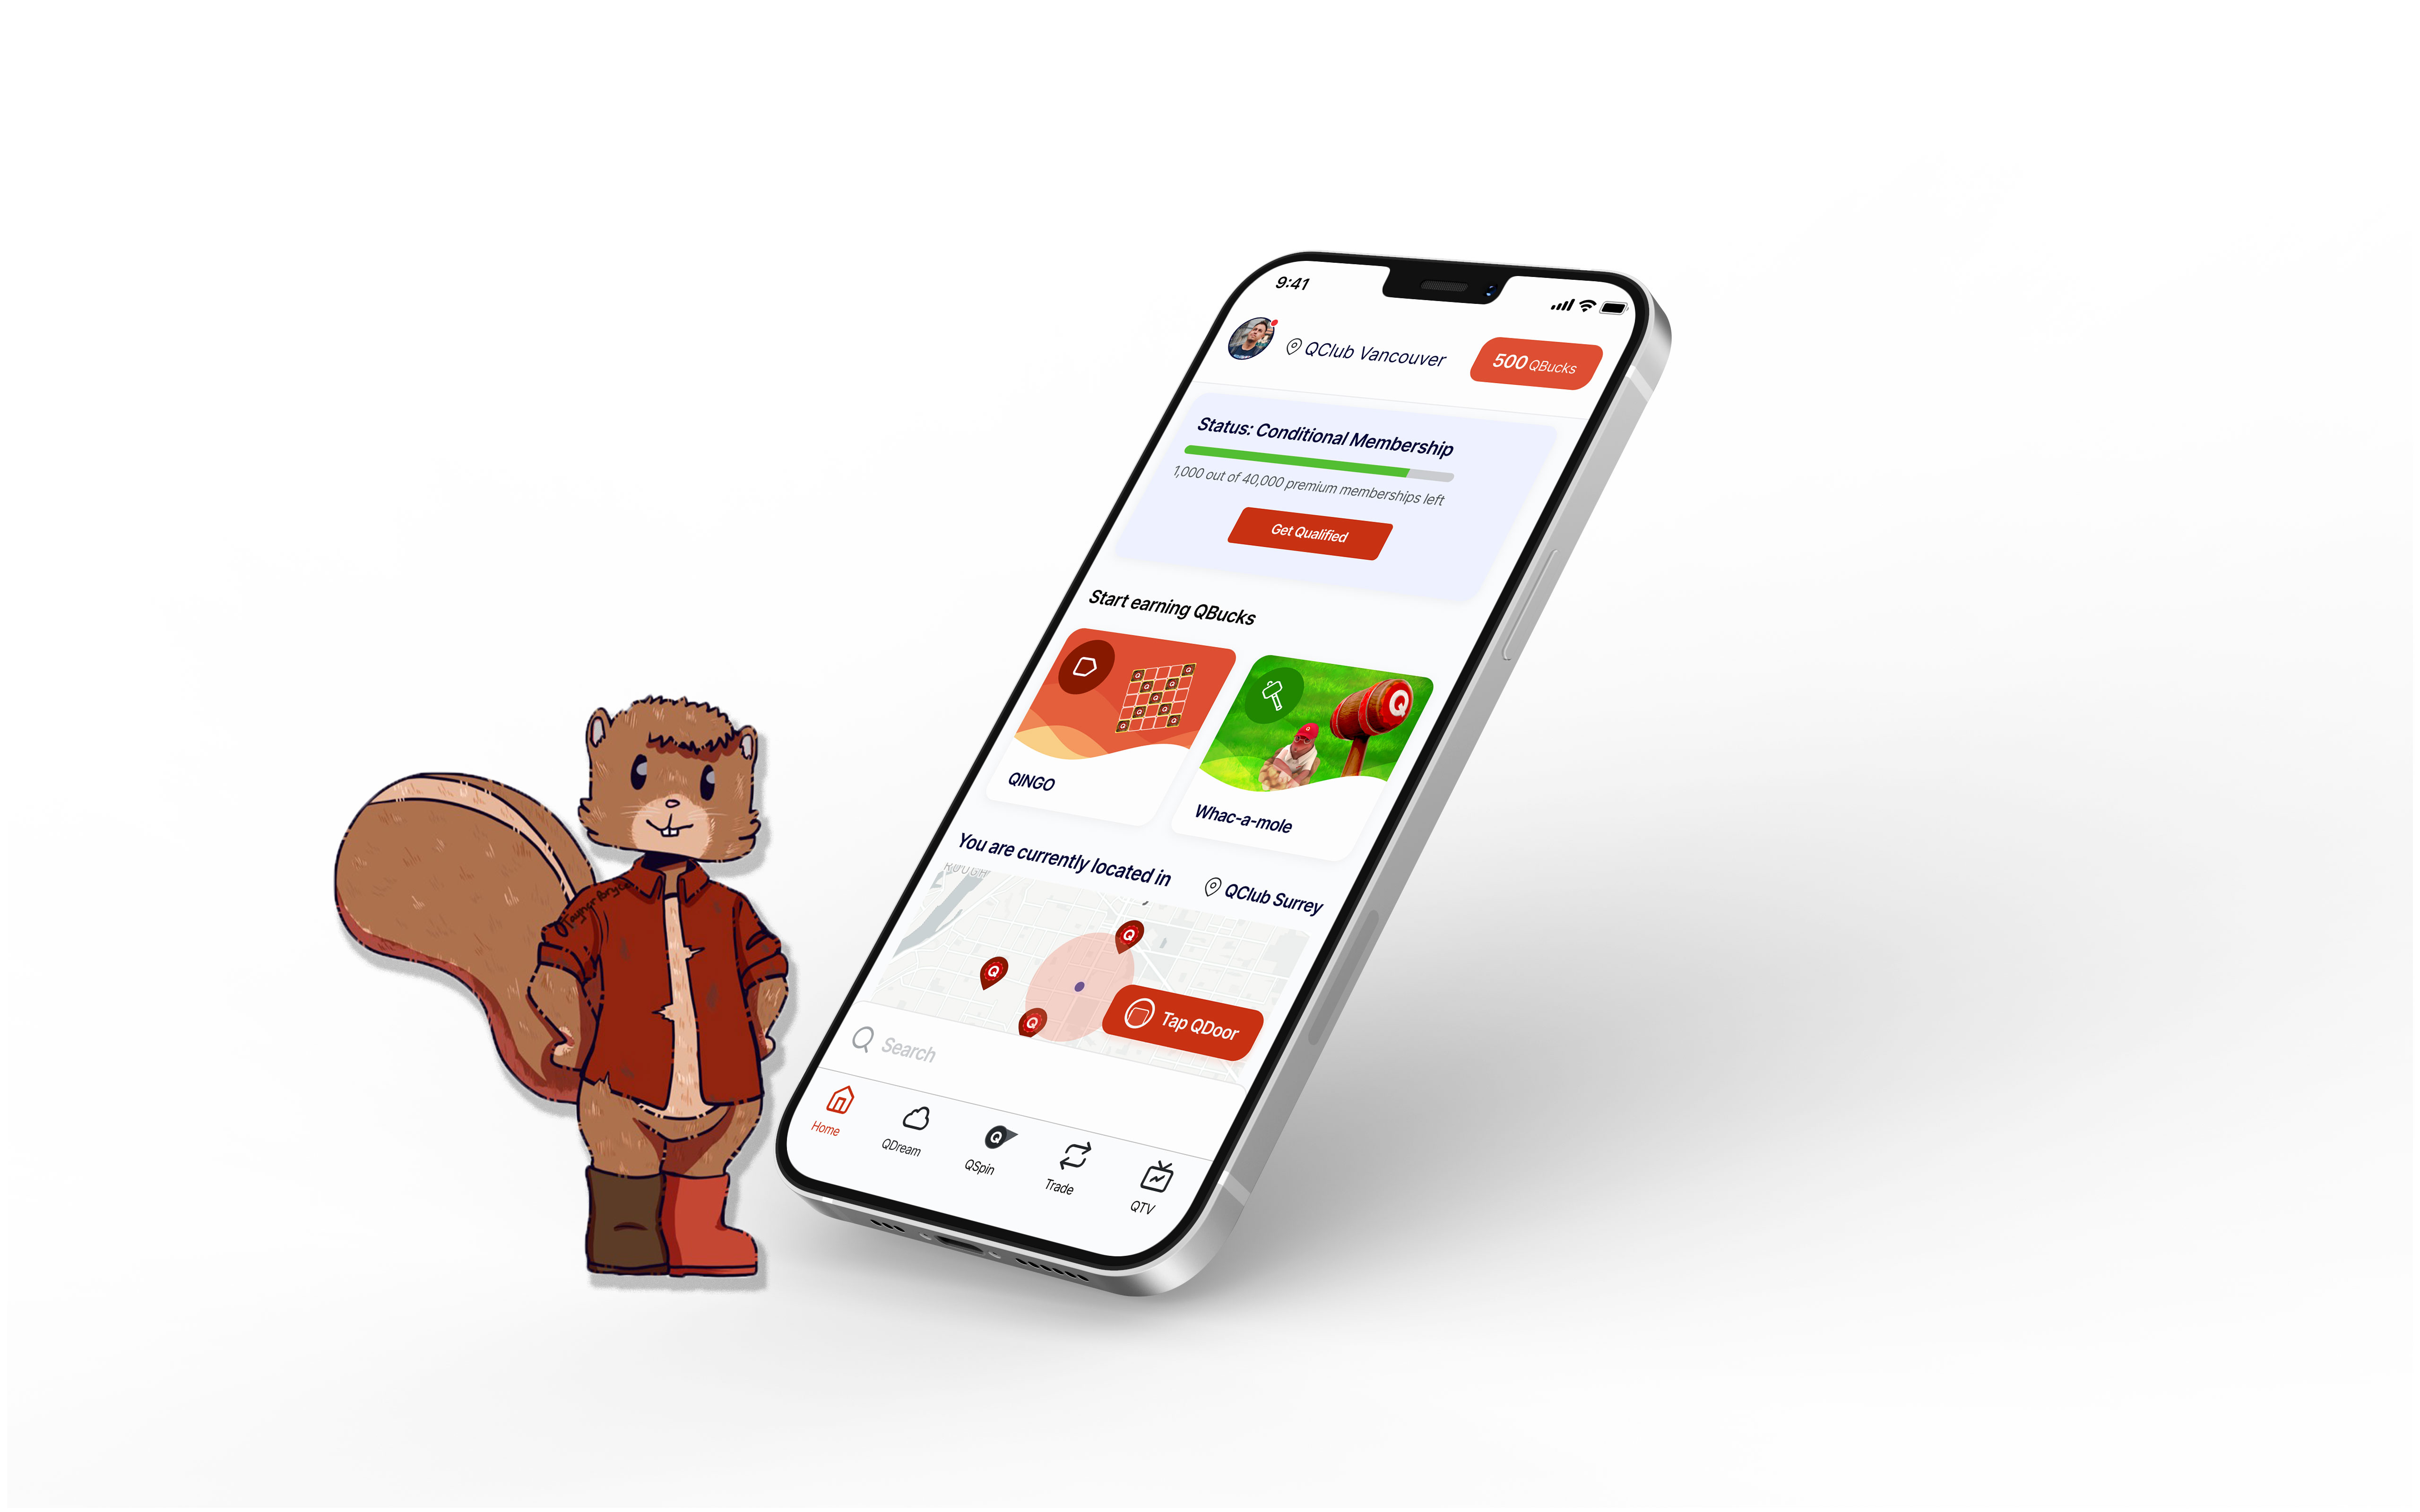 9:41
QClub Vancouver
500 QBucks
Status: Conditional Membership
1,000 out of 40,000 premium memberships left
Get Qualified
Start earning QBucks
QINGO
Q
Whac-a-mole
You are currently located in
QClub Surrey
Q
Q
Q
Tap QDoor
Search
Home
QDream
Q
QSpin
Trade
QTV